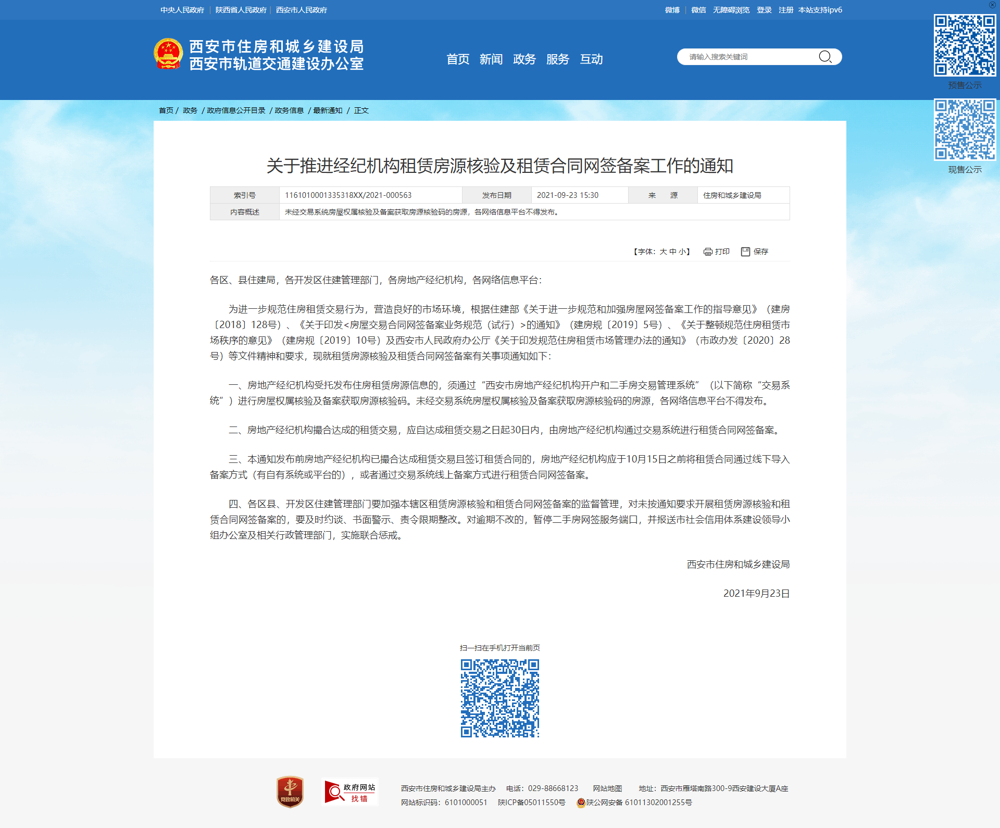 中央人民政府 | 陕西省人民政府 | 西安市人民政府
微博 | 微信 无障碍浏览 登录 注册 本站支持ipv6
西安市住房和城乡建设局
西安市轨道交通建设办公室
首页 新闻 政务 服务 互动
请输入搜索关键词
预售公示
现售公示
首页 / 政务 / 政府信息公开目录 / 政务信息 / 最新通知 / 正文
关于推进经纪机构租赁房源核验及租赁合同网签备案工作的通知
索引号 1161010001335318XX/2021-000563 发布日期 2021-09-23 15:30 来 源 住房和城乡建设局
内容概述 未经交易系统房屋权属核验及备案获取房源核验码的房源，各网络信息平台不得发布。
【字体：大 中 小】 打印 保存
各区、县住建局，各开发区住建管理部门，各房地产经纪机构，各网络信息平台：
为进一步规范住房租赁交易行为，营造良好的市场环境，根据住建部《关于进一步规范和加强房屋网签备案工作的指导意见》（建房
〔2018〕128号）、《关于印发<房屋交易合同网签备案业务规范（试行）>的通知》（建房规〔2019〕5号）、《关于整顿规范住房租赁市
场秩序的意见》（建房规〔2019〕10号）及西安市人民政府办公厅《关于印发规范住房租赁市场管理办法的通知》（市政办发〔2020〕28
号）等文件精神和要求，现就租赁房源核验及租赁合同网签备案有关事项通知如下：
一、房地产经纪机构受托发布住房租赁房源信息的，须通过“西安市房地产经纪机构开户和二手房交易管理系统”（以下简称“交易系
统”）进行房屋权属核验及备案获取房源核验码。未经交易系统房屋权属核验及备案获取房源核验码的房源，各网络信息平台不得发布。
二、房地产经纪机构撮合达成的租赁交易，应自达成租赁交易之日起30日内，由房地产经纪机构通过交易系统进行租赁合同网签备案。
三、本通知发布前房地产经纪机构已撮合达成租赁交易且签订租赁合同的，房地产经纪机构应于10月15日之前将租赁合同通过线下导入
备案方式（有自有系统或平台的），或者通过交易系统线上备案方式进行租赁合同网签备案。
四、各区县、开发区住建管理部门要加强本辖区租赁房源核验和租赁合同网签备案的监督管理，对未按通知要求开展租赁房源核验和租
赁合同网签备案的，要及时约谈、书面警示、责令限期整改。对逾期不改的，暂停二手房网签服务端口，并报送市社会信用体系建设领导小
组办公室及相关行政管理部门，实施联合惩戒。
西安市住房和城乡建设局
2021年9月23日
扫一扫在手机打开当前页
党政机关
政府网站
找错
西安市住房和城乡建设局主办 电话：029-88668123 网站地图 地址：西安市雁塔南路300-9西安建设大厦A座
网站标识码：6101000051 陕ICP备05011550号 陕公网安备 61011302001255号